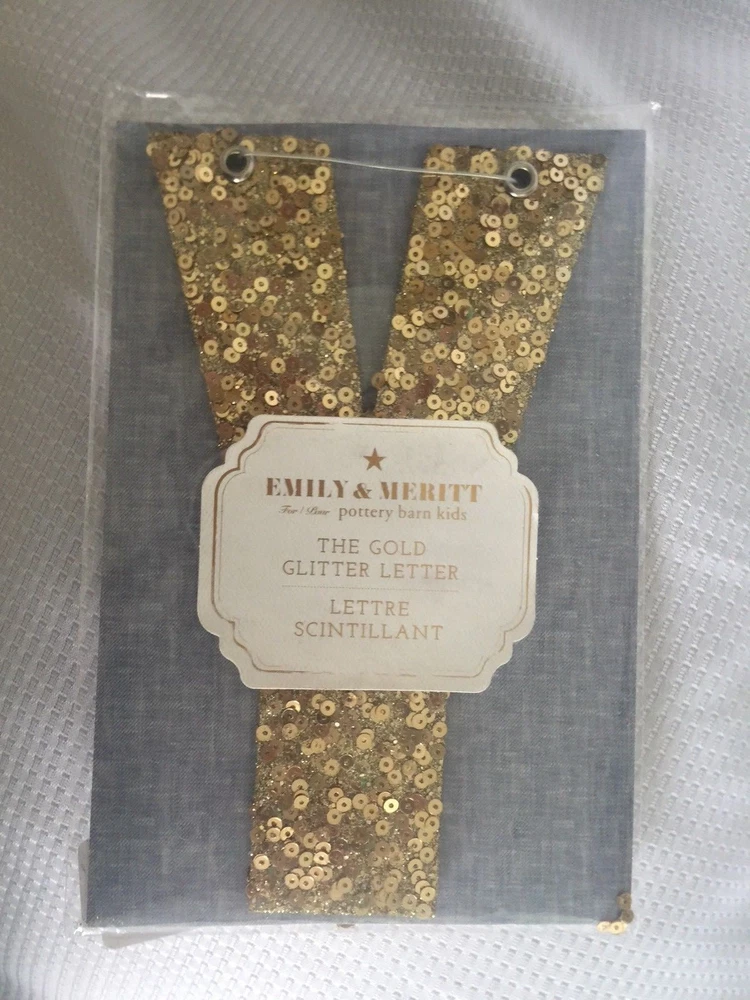 Y
EMILY & MERITT
For | Pour pottery barn kids
THE GOLD
GLITTER LETTER
LETTRE
SCINTILLANT